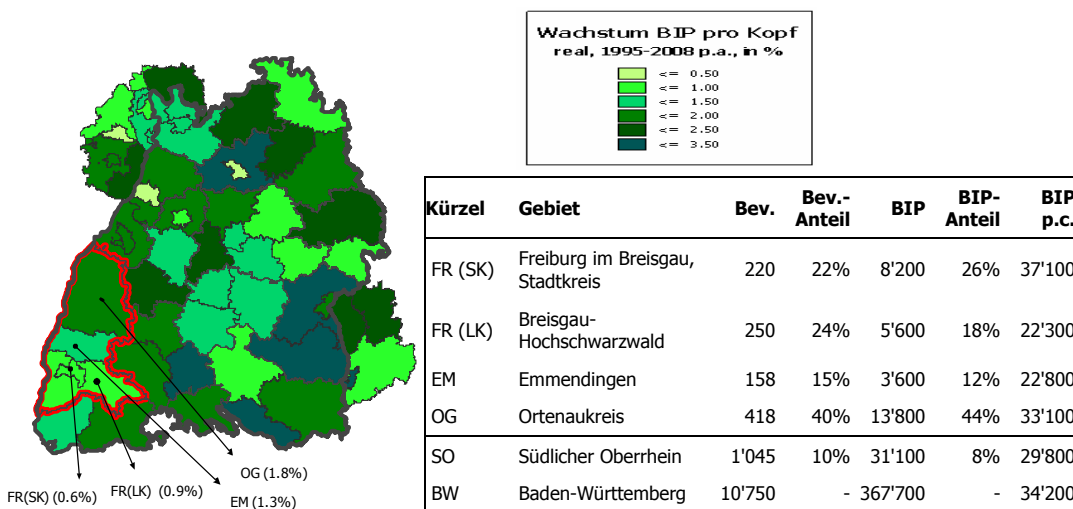 Wachstum BIP pro Kopf
real, 1995-2008 p.a., in %
<= 0.50
<= 1.00
<= 1.50
<= 2.00
<= 2.50
<= 3.50
Kürzel Gebiet Bev. Bev.-Anteil BIP BIP-Anteil BIP p.c.
FR (SK) Freiburg im Breisgau, Stadtkreis 220 22% 8'200 26% 37'100
FR (LK) Breisgau-Hochschwarzwald 250 24% 5'600 18% 22'300
EM Emmendingen 158 15% 3'600 12% 22'800
OG Ortenaukreis 418 40% 13'800 44% 33'100
SO Südlicher Oberrhein 1'045 10% 31'100 8% 29'800
BW Baden-Württemberg 10'750 - 367'700 - 34'200
OG (1.8%)
FR(SK) (0.6%)
FR(LK) (0.9%)
EM (1.3%)